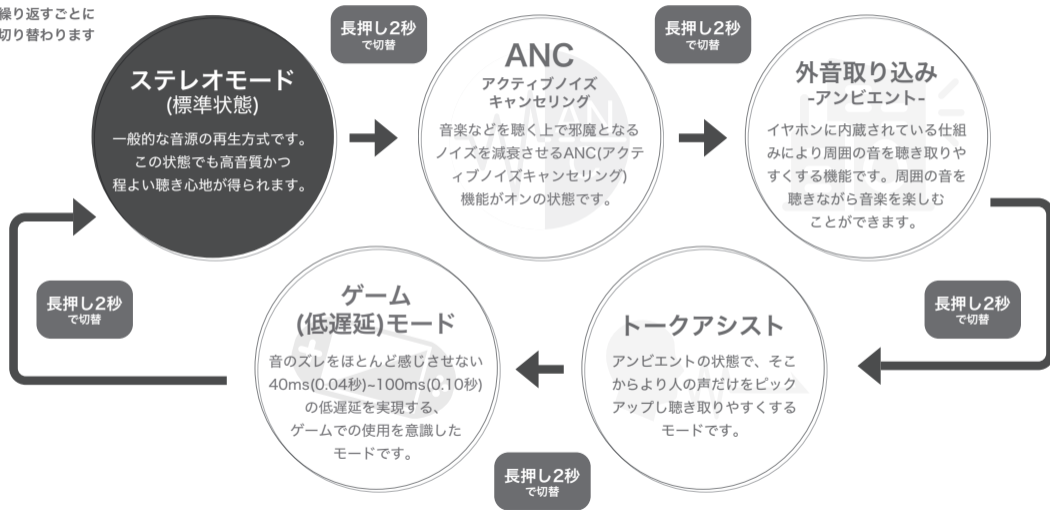 繰り返すごとに
切り替わります
ステレオモード
(標準状態)
一般的な音源の再生方式です。
この状態でも高音質かつ
程よい聴き心地が得られます。
長押し2秒
で切替
ANC
アクティブノイズ
キャンセリング
音楽などを聴く上で邪魔となる
ノイズを減衰させるANC(アクテ
ィブノイズキャンセリング)
機能がオンの状態です。
長押し2秒
で切替
外音取り込み
-アンビエント-
イヤホンに内蔵されている仕組
みにより周囲の音を聴き取りや
すくする機能です。周囲の音を
聴きながら音楽を楽しむ
ことができます。
長押し2秒
で切替
トークアシスト
アンビエントの状態で、そこ
からより人の声だけをピック
アップし聴き取りやすくする
モードです。
長押し2秒
で切替
ゲーム
(低遅延)モード
音のズレをほとんど感じさせない
40ms(0.04秒)~100ms(0.10秒)
の低遅延を実現する、
ゲームでの使用を意識した
モードです。
長押し2秒
で切替